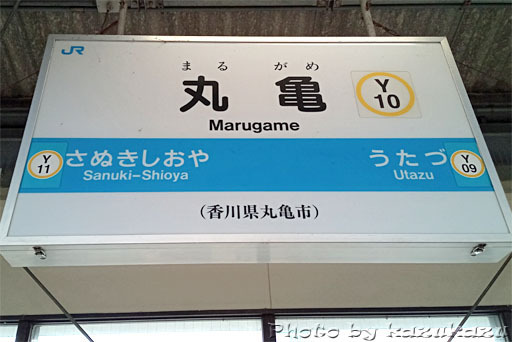 JR
まるがめ
丸亀
Y
10
Marugame
Y
11
さぬきしおや
Sanuki-Shioya
うたづ
Utazu
Y
09
（香川県丸亀市）
Photo by kazukazu